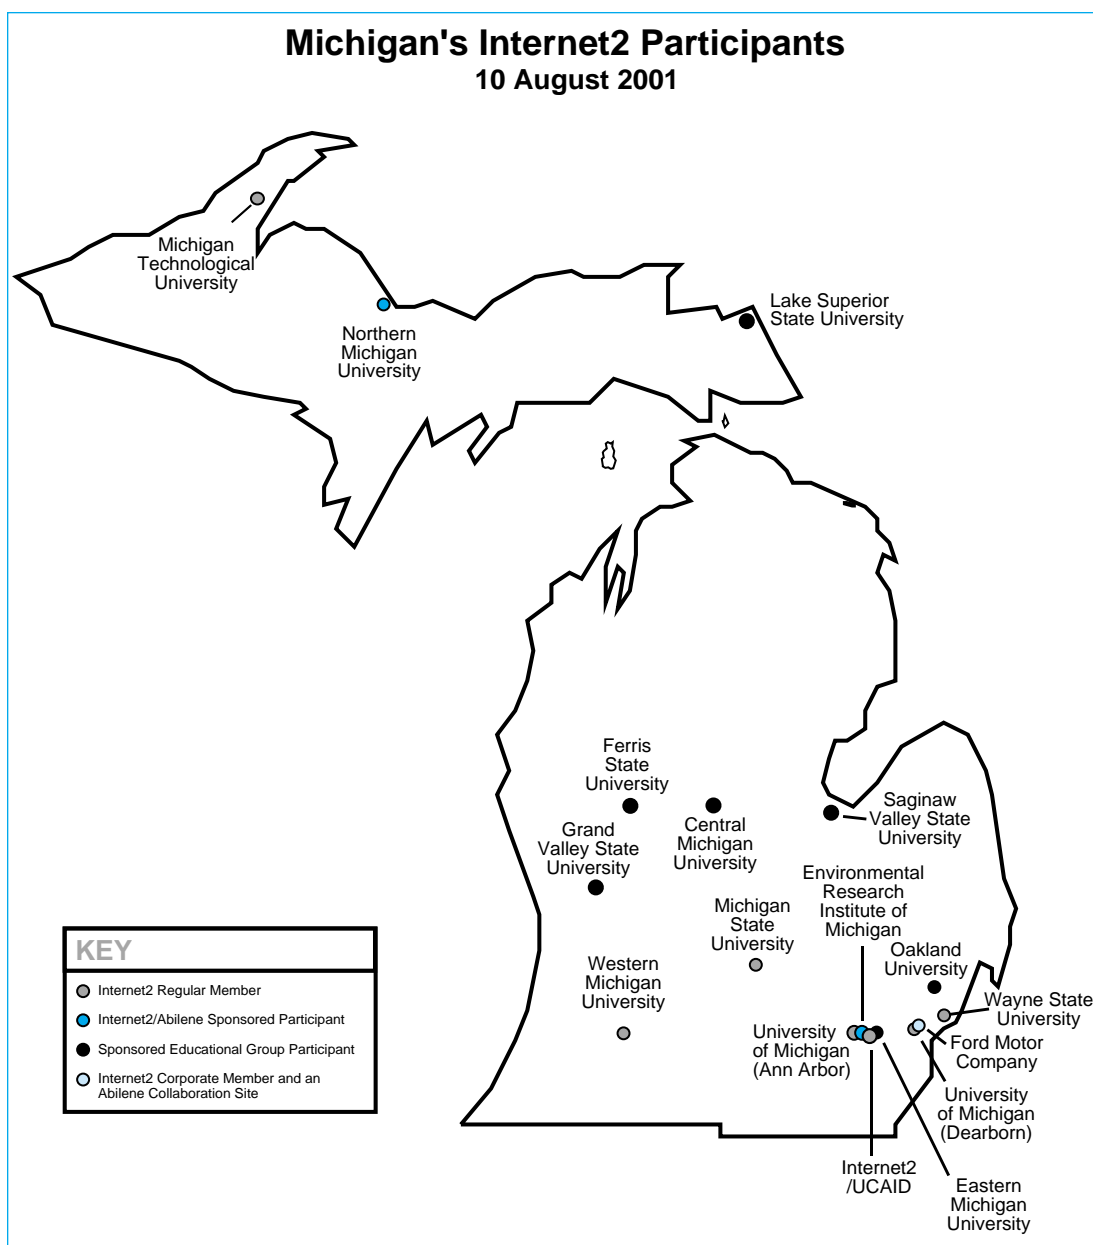 Michigan's Internet2 Participants
10 August 2001
Michigan
Technological
University
Northern
Michigan
University
Lake Superior
State University
Ferris
State
University
Grand
Valley State
University
Central
Michigan
University
Saginaw
Valley State
University
Environmental
Research
Institute of
Michigan
Michigan
State
University
Oakland
University
Western
Michigan
University
Wayne State
University
University
of Michigan
(Ann Arbor)
Ford Motor
Company
University
of Michigan
(Dearborn)
Internet2
/UCAID
Eastern
Michigan
University
KEY
Internet2 Regular Member
Internet2/Abilene Sponsored Participant
Sponsored Educational Group Participant
Internet2 Corporate Member and an
Abilene Collaboration Site